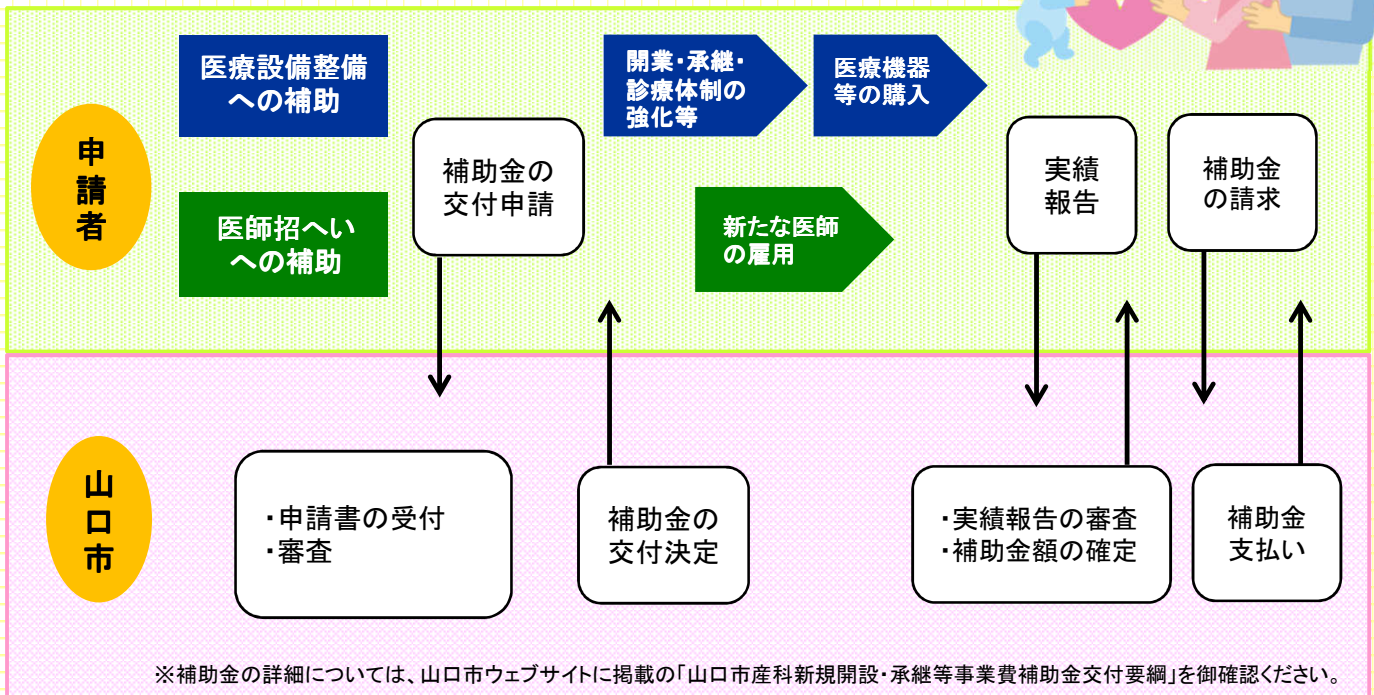 申請者
医療設備整備
への補助
医師招へい
への補助
補助金の
交付申請
開業・承継・
診療体制の
強化等
医療機器
等の購入
新たな医師
の雇用
実績
報告
補助金
の請求
山口市
・申請書の受付
・審査
補助金の
交付決定
・実績報告の審査
・補助金額の確定
補助金
支払い
※補助金の詳細については、山口市ウェブサイトに掲載の「山口市産科新規開設・承継等事業費補助金交付要綱」を御確認ください。